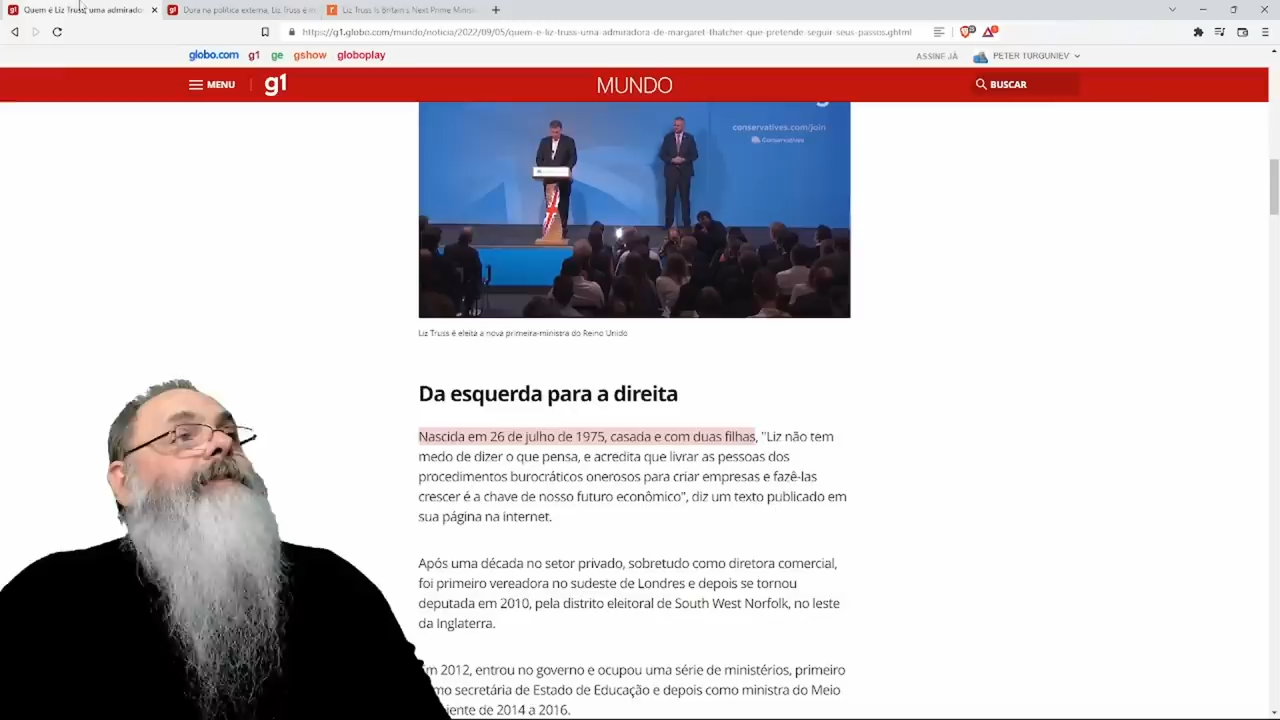 Quem é Liz Truss, uma admirado
Dura na política externa, Liz Truss é
Liz Truss Is Britain's Next Prime Minis
https://g1.globo.com/mundo/noticia/2022/09/05/quem-e-liz-truss-uma-admiradora-de-margaret-thatcher-que-pretende-seguir-seus-passos.ghtml
globo.com g1 ge gshow globoplay
ASSINE JÁ
PETER TURGUNIEV
MENU
g1
MUNDO
BUSCAR
conservatives.com/join
Conservatives
Liz Truss é eleita a nova primeira-ministra do Reino Unido
Da esquerda para a direita
Nascida em 26 de julho de 1975, casada e com duas filhas, "Liz não tem
medo de dizer o que pensa, e acredita que livrar as pessoas dos
procedimentos burocráticos onerosos para criar empresas e fazê-las
crescer é a chave de nosso futuro econômico", diz um texto publicado em
sua página na internet.
Após uma década no setor privado, sobretudo como diretora comercial,
foi primeiro vereadora no sudeste de Londres e depois se tornou
deputada em 2010, pela distrito eleitoral de South West Norfolk, no leste
da Inglaterra.
m 2012, entrou no governo e ocupou uma série de ministérios, primeiro
mo secretária de Estado de Educação e depois como ministra do Meio
iente de 2014 a 2016.